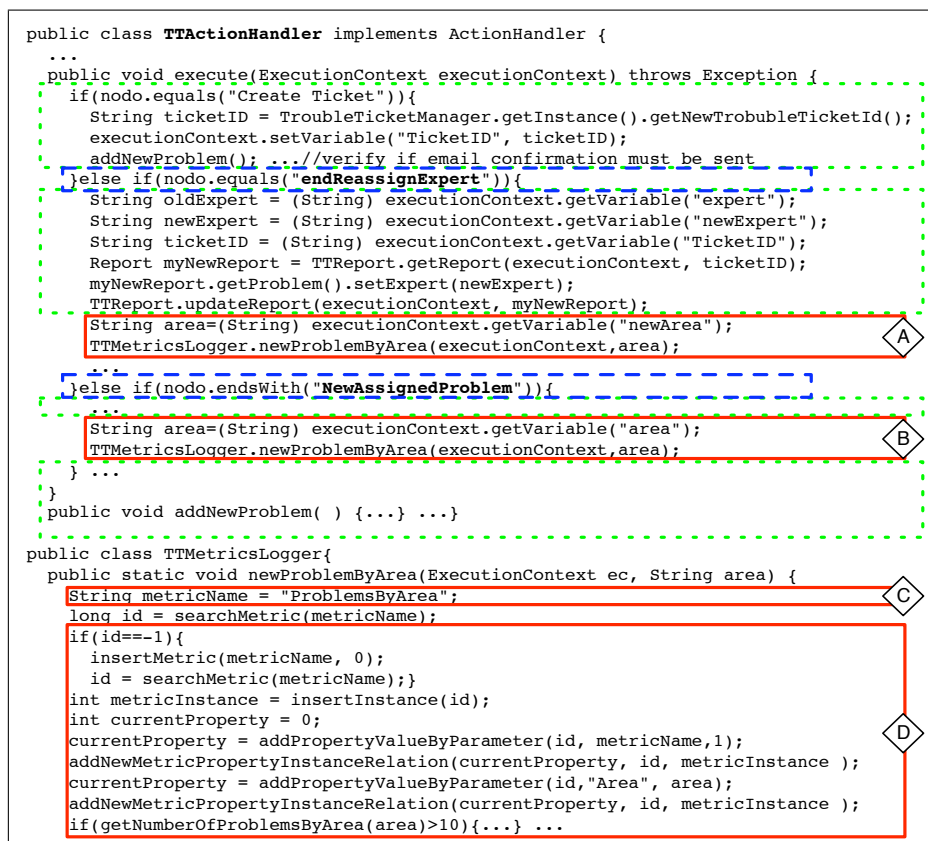 public class TTActionHandler implements ActionHandler {
...
public void execute(ExecutionContext executionContext) throws Exception {
if(nodo.equals("Create Ticket")){
String ticketID = TroubleTicketManager.getInstance().getNewTrobubleTicketId();
executionContext.setVariable("TicketID", ticketID);
addNewProblem(); ...//verify if email confirmation must be sent
}else if(nodo.equals("endReassignExpert")){
String oldExpert = (String) executionContext.getVariable("expert");
String newExpert = (String) executionContext.getVariable("newExpert");
String ticketID = (String) executionContext.getVariable("TicketID");
Report myNewReport = TTReport.getReport(executionContext, ticketID);
myNewReport.getProblem().setExpert(newExpert);
TTReport.updateReport(executionContext, myNewReport);
String area=(String) executionContext.getVariable("newArea");
A
TTMetricsLogger.newProblemByArea(executionContext,area);
...
}else if(nodo.endsWith("NewAssignedProblem")){
...
String area=(String) executionContext.getVariable("area");
B
TTMetricsLogger.newProblemByArea(executionContext,area);
} ...
}
public void addNewProblem( ) {...} ...}
public class TTMetricsLogger{
public static void newProblemByArea(ExecutionContext ec, String area) {
String metricName = "ProblemsByArea";
C
long id = searchMetric(metricName);
if(id==-1){
insertMetric(metricName, 0);
id = searchMetric(metricName);}
int metricInstance = insertInstance(id);
int currentProperty = 0;
D
currentProperty = addPropertyValueByParameter(id, metricName,1);
addNewMetricPropertyInstanceRelation(currentProperty, id, metricInstance );
currentProperty = addPropertyValueByParameter(id,"Area", area);
addNewMetricPropertyInstanceRelation(currentProperty, id, metricInstance );
if(getNumberOfProblemsByArea(area)>10){...} ...